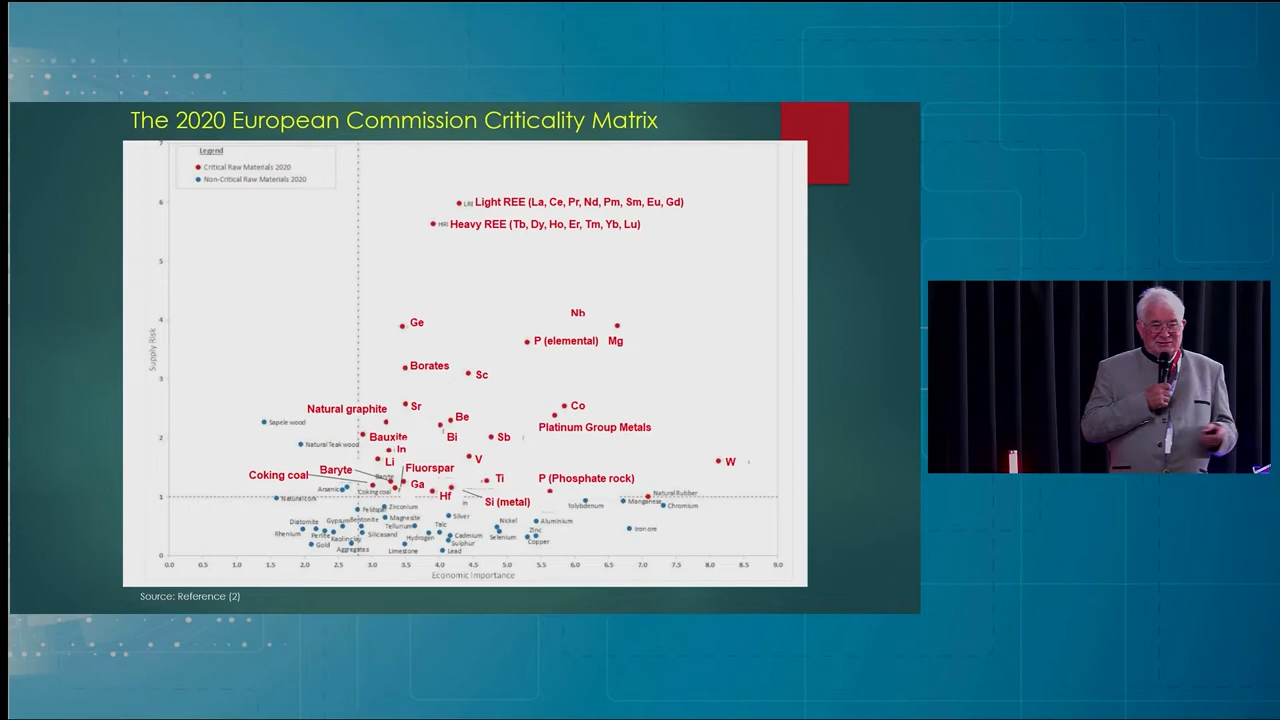 The 2020 European Commission Criticality Matrix
Legend
Critical Raw Materials 2020
Non-Critical Raw Materials 2020
7
6
5
4
3
2
1
0
Supply Risk
Light REE (La, Ce, Pr, Nd, Pm, Sm, Eu, Gd)
Heavy REE (Tb, Dy, Ho, Er, Tm, Yb, Lu)
Nb
Ge
P (elemental) Mg
Borates
Sc
Natural graphite
Sr
Co
Be
Sapele wood
Platinum Group Metals
Bauxite
Bi
Sb
Natural Teak wood
In
Li
V
W
Baryte
Fluorspar
Coking coal
Baryte
Ti
P (Phosphate rock)
Ga
Arsenic
Coking coal
Hf
Natural Rubber
Natural cork
Si (metal)
Manganese
Chromium
Zirconium
Feldspar
Magnesite
Silver
Diatomite
Gypsum
Bentonite
Tellurium
Talc
Nickel
Aluminium
Rhenium
Perlite
Kaolin clay
Silica sand
Hydrogen
Cadmium
Selenium
Zinc
Iron ore
Gold
Aggregates
Limestone
Sulphur
Lead
Copper
0.0 0.5 1.0 1.5 2.0 2.5 3.0 3.5 4.0 4.5 5.0 5.5 6.0 6.5 7.0 7.5 8.0 8.5 9.0
Economic Importance
Source: Reference (2)